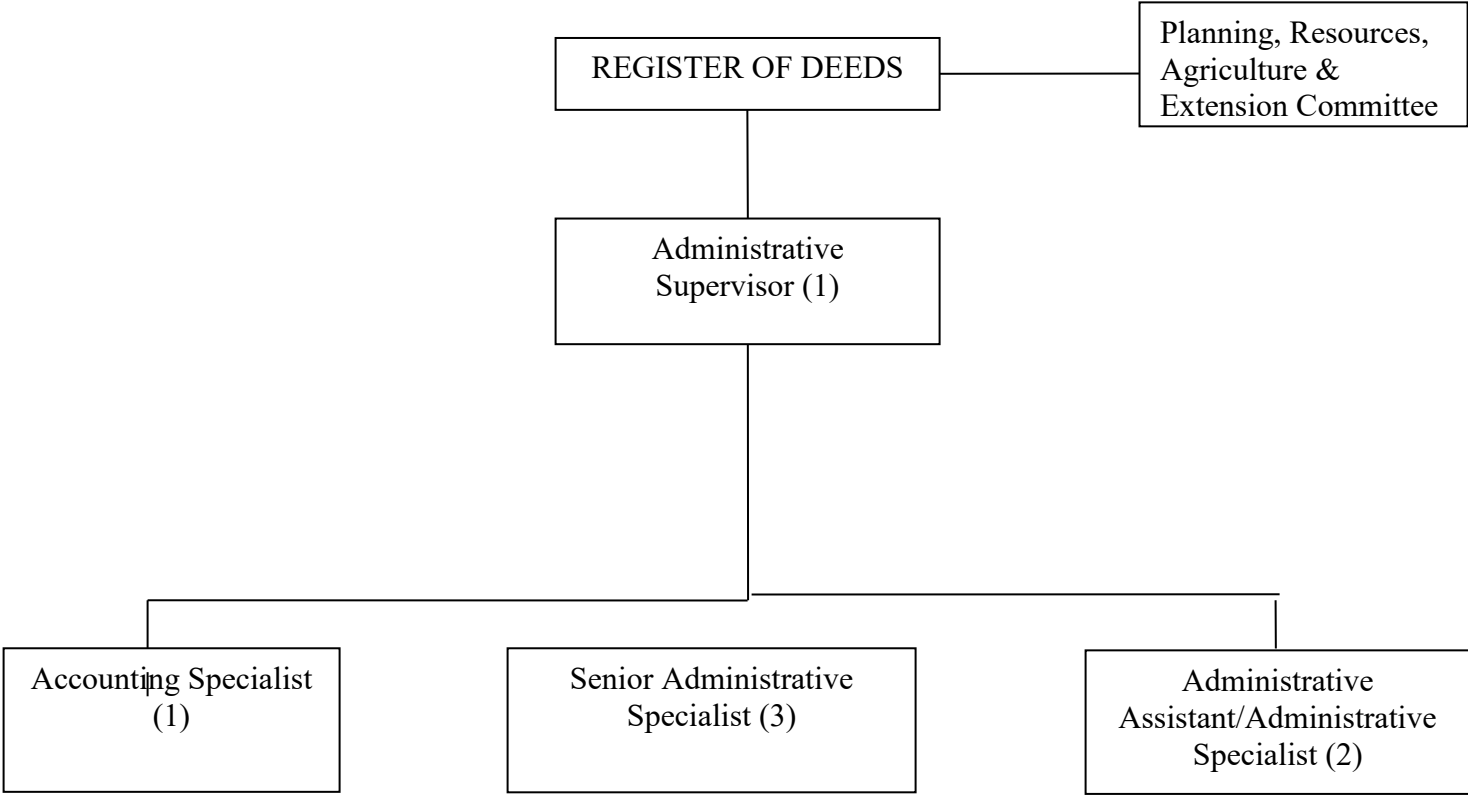 REGISTER OF DEEDS
Planning, Resources,
Agriculture &
Extension Committee
Administrative
Supervisor (1)
Accounting Specialist
(1)
Senior Administrative
Specialist (3)
Administrative
Assistant/Administrative
Specialist (2)